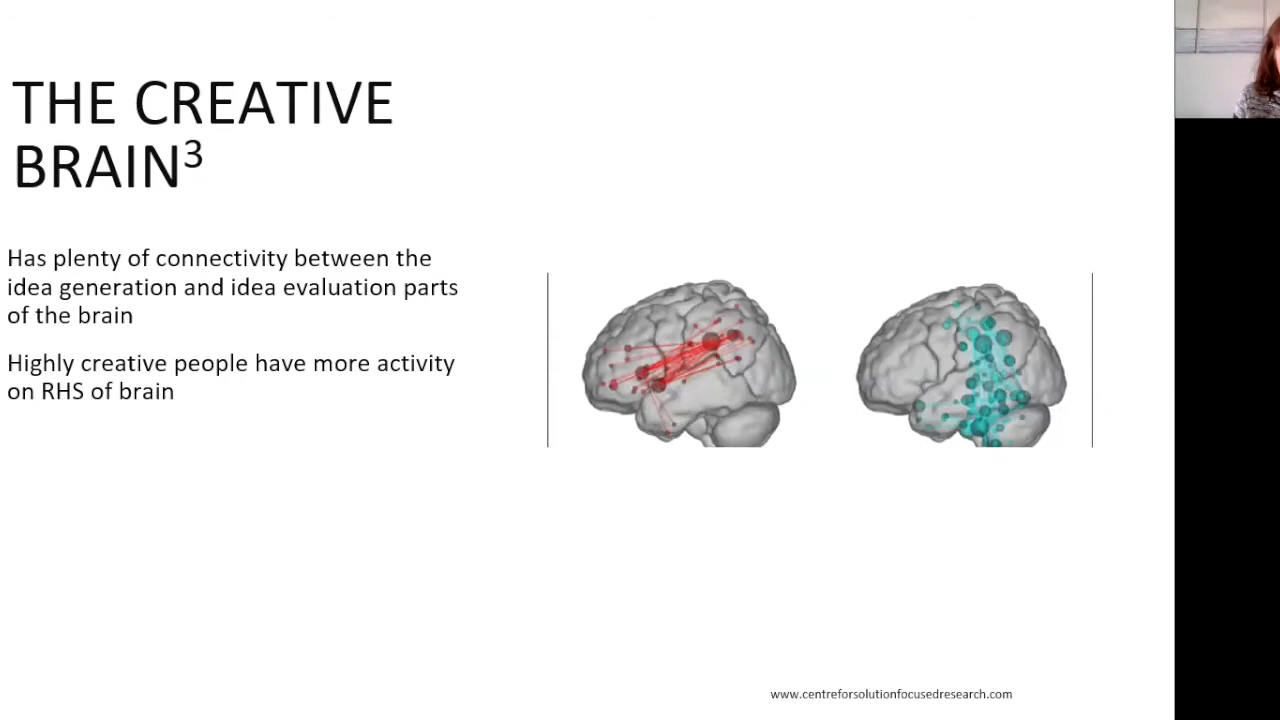 THE CREATIVE
BRAIN³
Has plenty of connectivity between the
idea generation and idea evaluation parts
of the brain
Highly creative people have more activity
on RHS of brain
www.centreforsolutionfocusedresearch.com